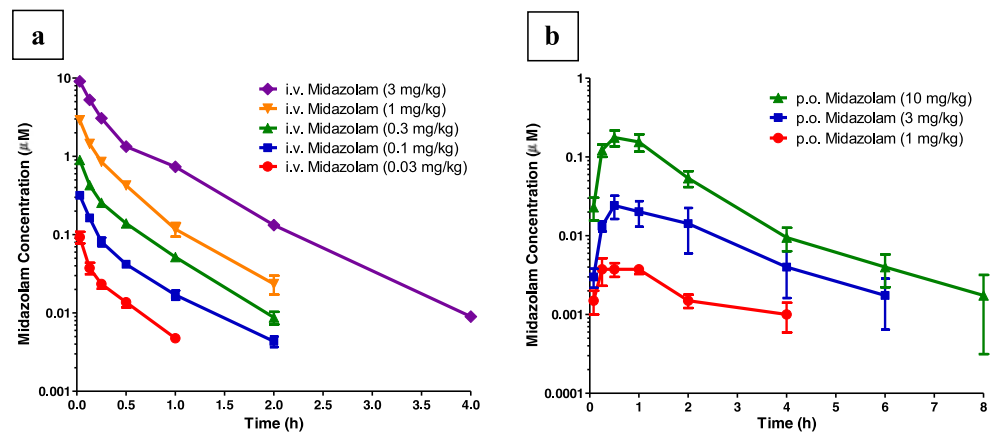 a
10
1
0.1
0.01
0.001
Midazolam Concentration (μM)
i.v. Midazolam (3 mg/kg)
i.v. Midazolam (1 mg/kg)
i.v. Midazolam (0.3 mg/kg)
i.v. Midazolam (0.1 mg/kg)
i.v. Midazolam (0.03 mg/kg)
0.0 0.5 1.0 1.5 2.0 2.5 3.0 3.5 4.0
Time (h)
b
1
0.1
0.01
0.001
0.0001
Midazolam Concentration (μM)
p.o. Midazolam (10 mg/kg)
p.o. Midazolam (3 mg/kg)
p.o. Midazolam (1 mg/kg)
0 1 2 3 4 5 6 7 8
Time (h)